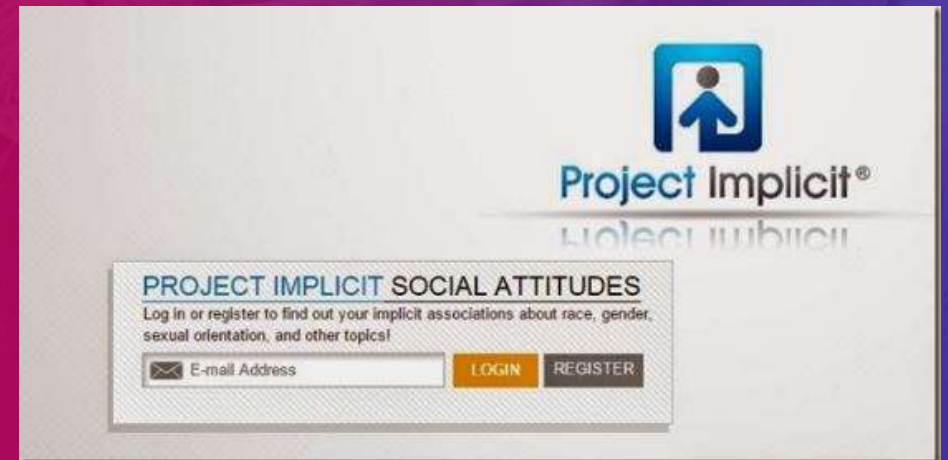 Project Implicit®
PROJECT IMPLICIT SOCIAL ATTITUDES
Log in or register to find out your implicit associations about race, gender,
sexual orientation, and other topics!
E-mail Address
LOGIN
REGISTER